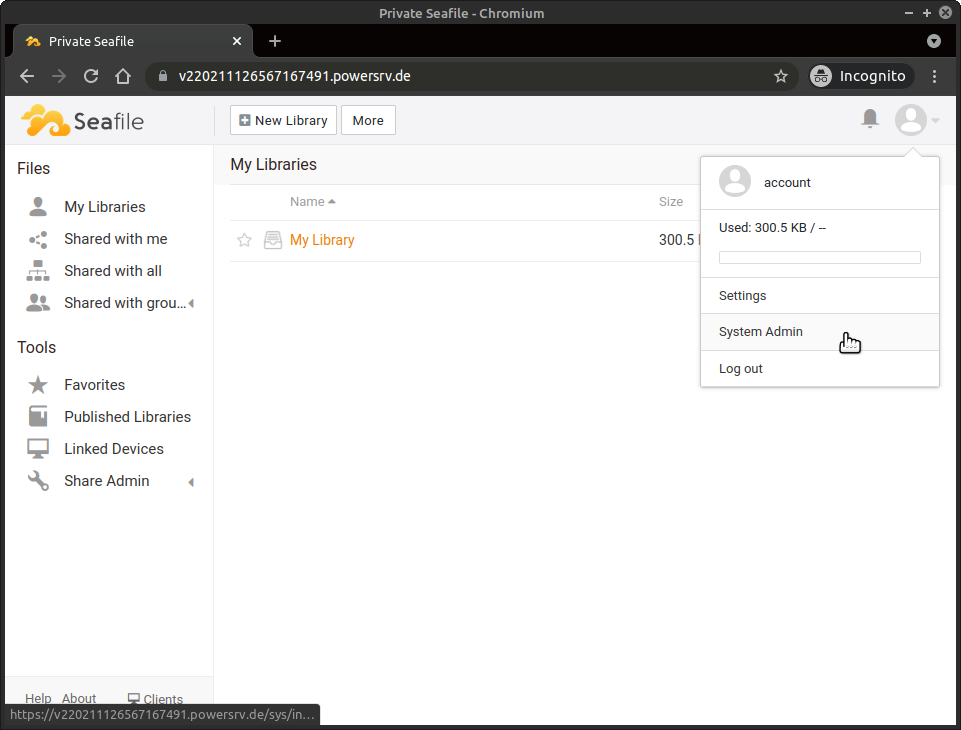 Private Seafile - Chromium
Private Seafile
v220211126567167491.powersrv.de
Incognito
Seafile
New Library
More
Files
My Libraries
Shared with me
Shared with all
Shared with grou...
Tools
Favorites
Published Libraries
Linked Devices
Share Admin
Help About Clients
My Libraries
Name Size
My Library 300.5
account
Used: 300.5 KB / --
Settings
System Admin
Log out
https://v220211126567167491.powersrv.de/sys/in...